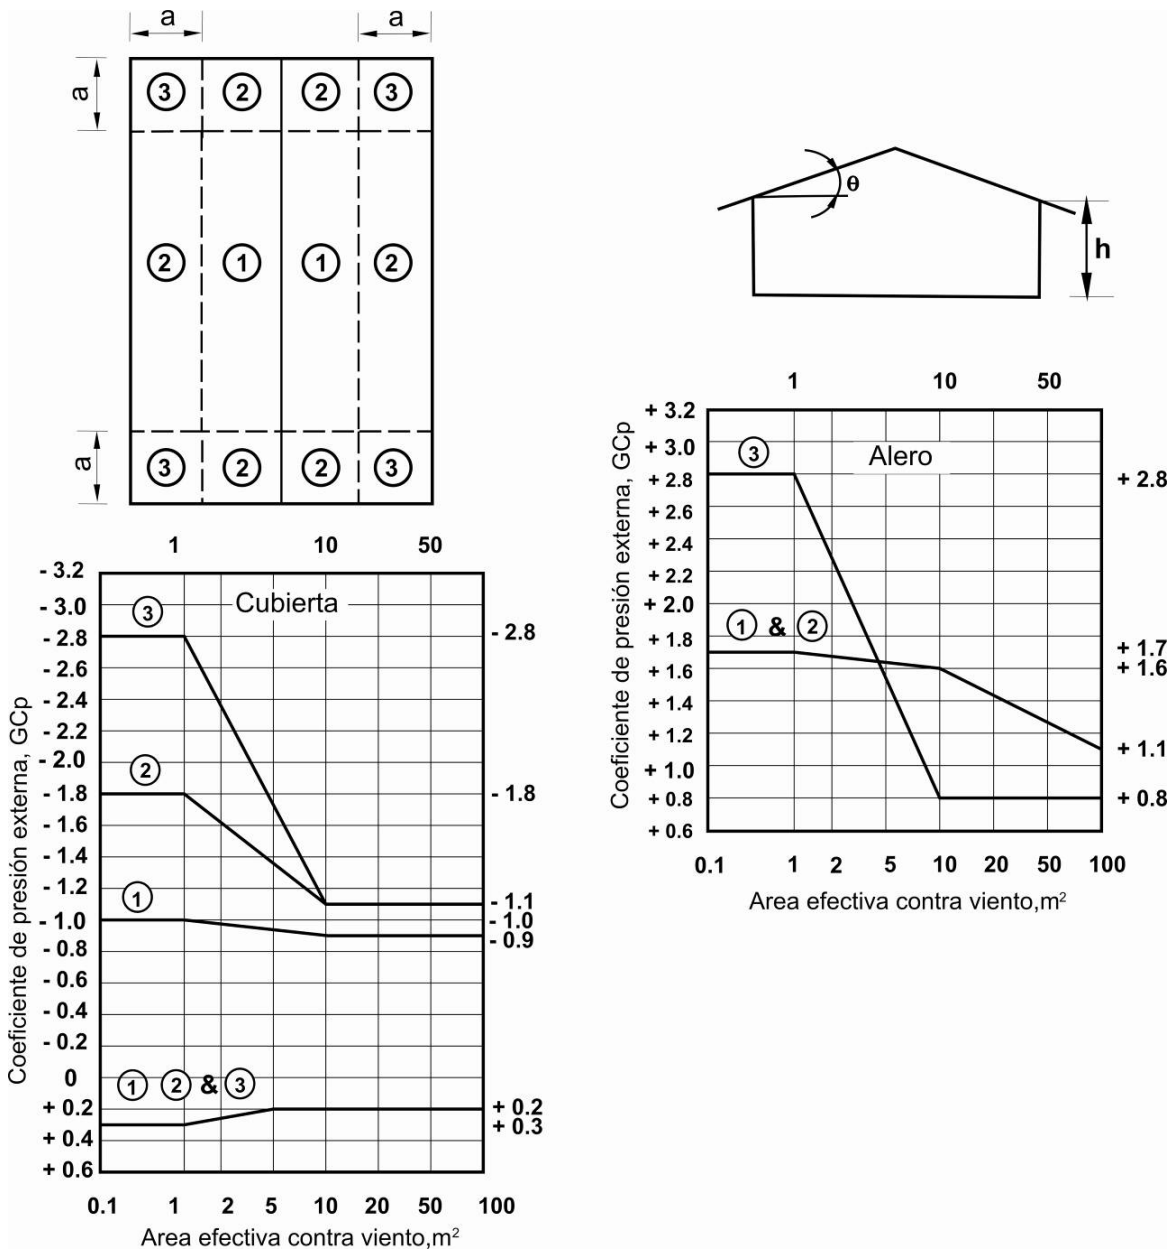 a a
a
3 2 2 3
2 1 1 2
a
3 2 2 3
θ
h
1 10 50
- 3.2
- 3.0
- 2.8
- 2.6
- 2.4
- 2.2
- 2.0
- 1.8
- 1.6
- 1.4
- 1.2
- 1.0
- 0.8
- 0.6
- 0.4
- 0.2
0
+ 0.2
+ 0.4
+ 0.6
Coeficiente de presión externa, GCp
Cubierta
3
2
1
1 2 & 3
- 2.8
- 1.8
- 1.1
- 1.0
- 0.9
+ 0.2
+ 0.3
0.1 1 2 5 10 20 50 100
Area efectiva contra viento,m²
1 10 50
+ 3.2
+ 3.0
+ 2.8
+ 2.6
+ 2.4
+ 2.2
+ 2.0
+ 1.8
+ 1.6
+ 1.4
+ 1.2
+ 1.0
+ 0.8
+ 0.6
Coeficiente de presión externa, GCp
Alero
3
1 & 2
+ 2.8
+ 1.7
+ 1.6
+ 1.1
+ 0.8
0.1 1 2 5 10 20 50 100
Area efectiva contra viento,m²